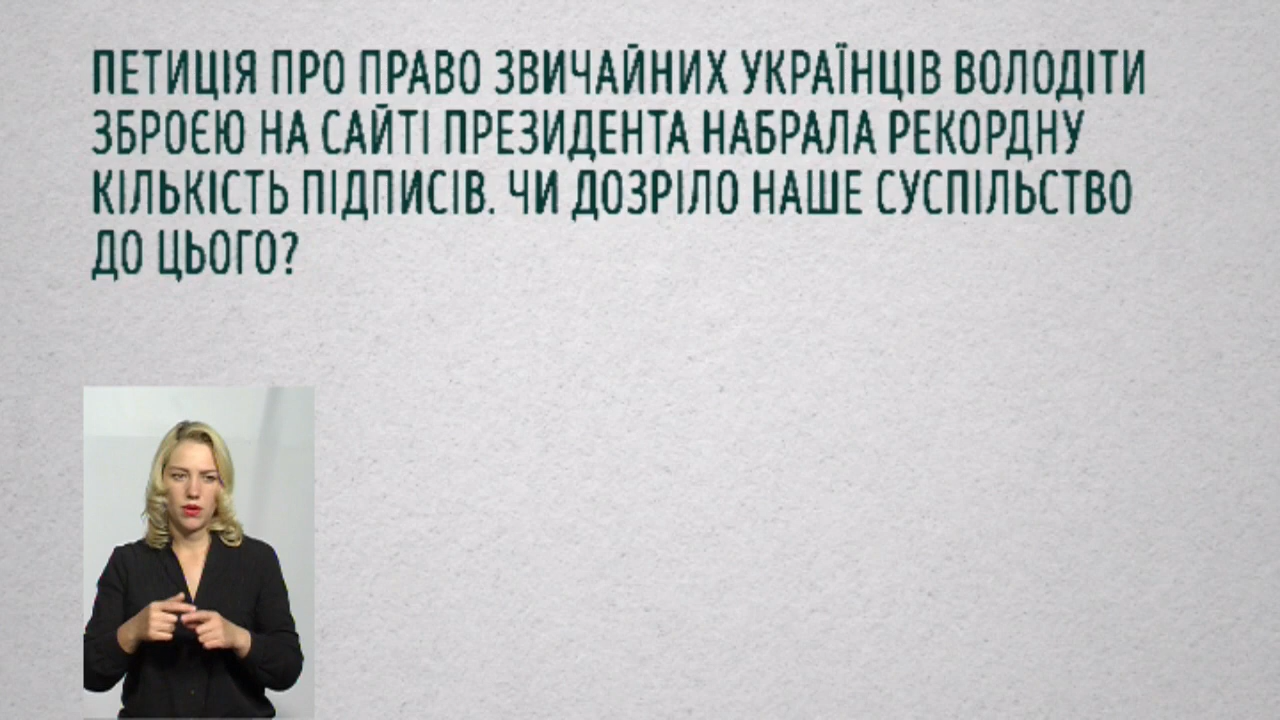 ПЕТИЦІЯ ПРО ПРАВО ЗВИЧАЙНИХ УКРАЇНЦІВ ВОЛОДІТИ
ЗБРОЄЮ НА САЙТІ ПРЕЗИДЕНТА НАБРАЛА РЕКОРДНУ
КІЛЬКІСТЬ ПІДПИСІВ. ЧИ ДОЗРІЛО НАШЕ СУСПІЛЬСТВО
ДО ЦЬОГО?